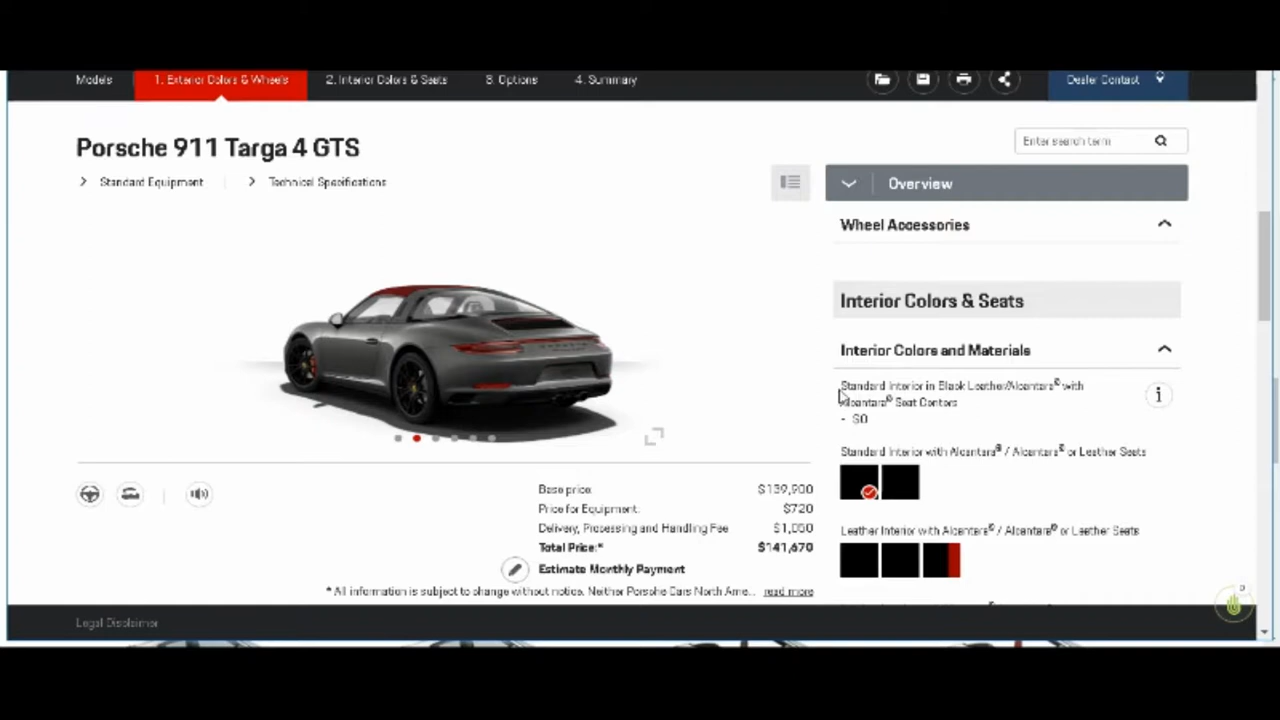 Models
1. Exterior Colors & Wheels
2. Interior Colors & Seats
3. Options
4. Summary
Dealer Contact
Porsche 911 Targa 4 GTS
Enter search term
Standard Equipment
Technical Specifications
Overview
Wheel Accessories
Interior Colors & Seats
Interior Colors and Materials
Standard Interior in Black Leather/Alcantara® with
Alcantara® Seat Centers
- $0
Standard Interior with Alcantara® / Alcantara® or Leather Seats
Leather Interior with Alcantara® / Alcantara® or Leather Seats
Base price: $139,900
Price for Equipment: $720
Delivery, Processing and Handling Fee $1,050
Total Price:* $141,670
Estimate Monthly Payment
* All information is subject to change without notice. Neither Porsche Cars North Ame... read more
Legal Disclaimer